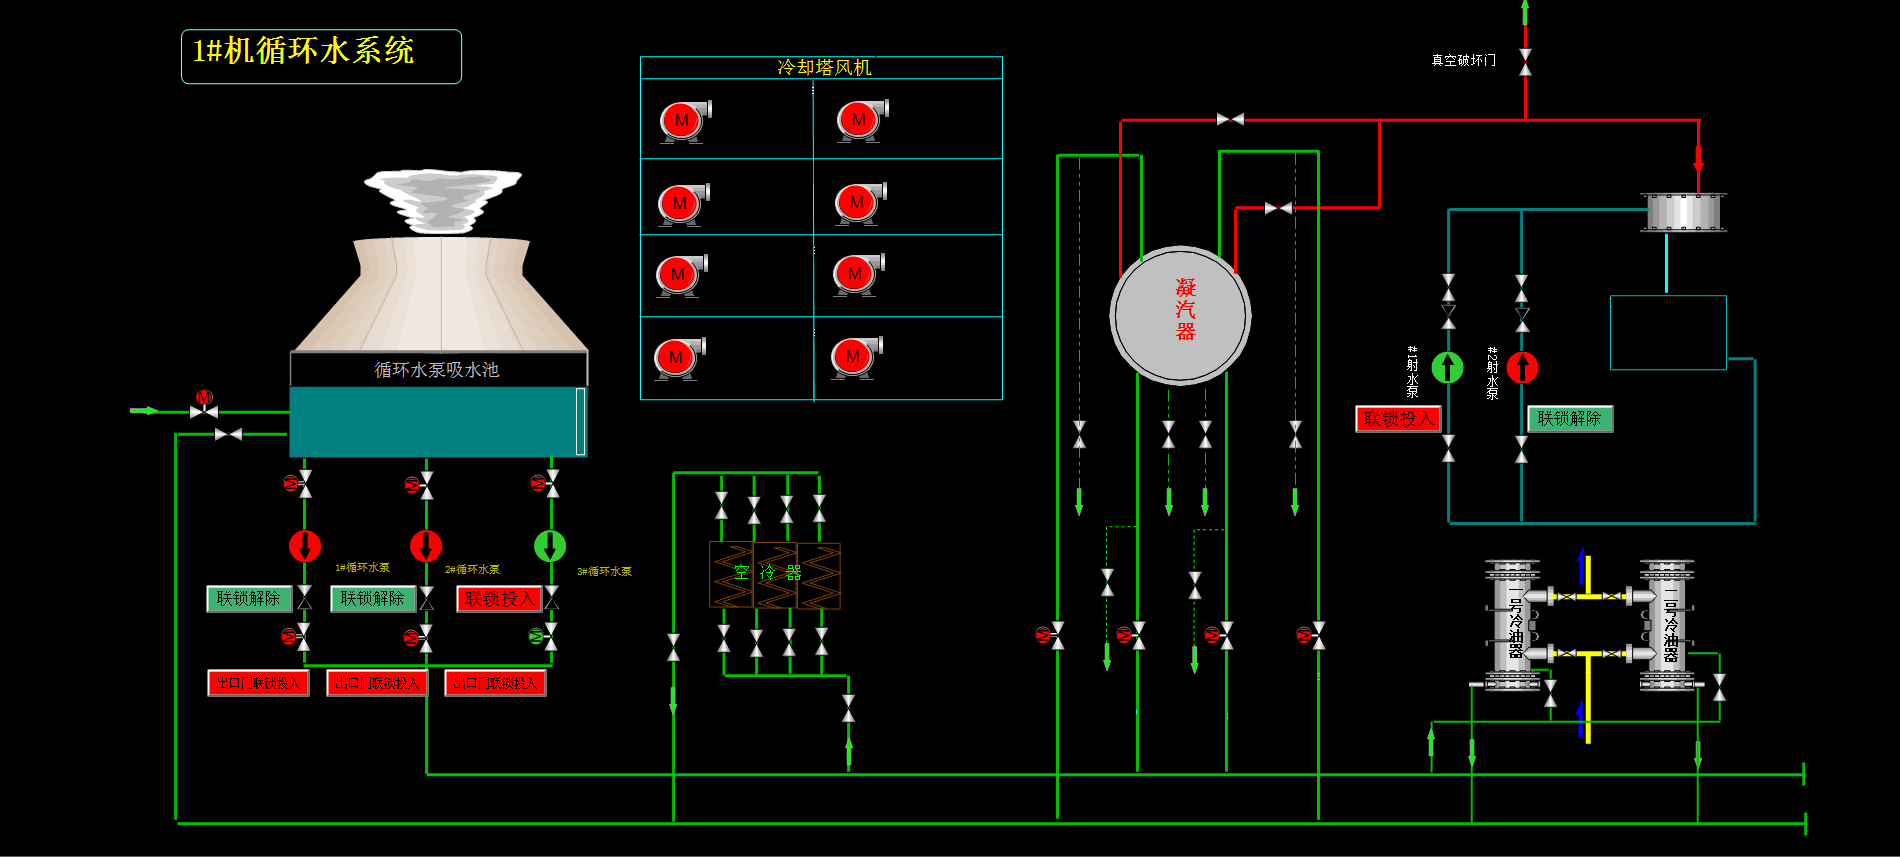 1#机循环水系统
冷却塔风机
真空破坏门
M
M
M
M
M
M
M
M
凝汽器
循环水泵吸水池
M
#1射水泵
#2射水泵
联锁投入
联锁解除
M
M
M
1#循环水泵
2#循环水泵
3#循环水泵
空冷器
联锁解除
联锁解除
联锁投入
一号冷油器
二号冷油器
M
M
M
M
M
M
M
出口门联锁投入
出口门联锁投入
出口门联锁投入